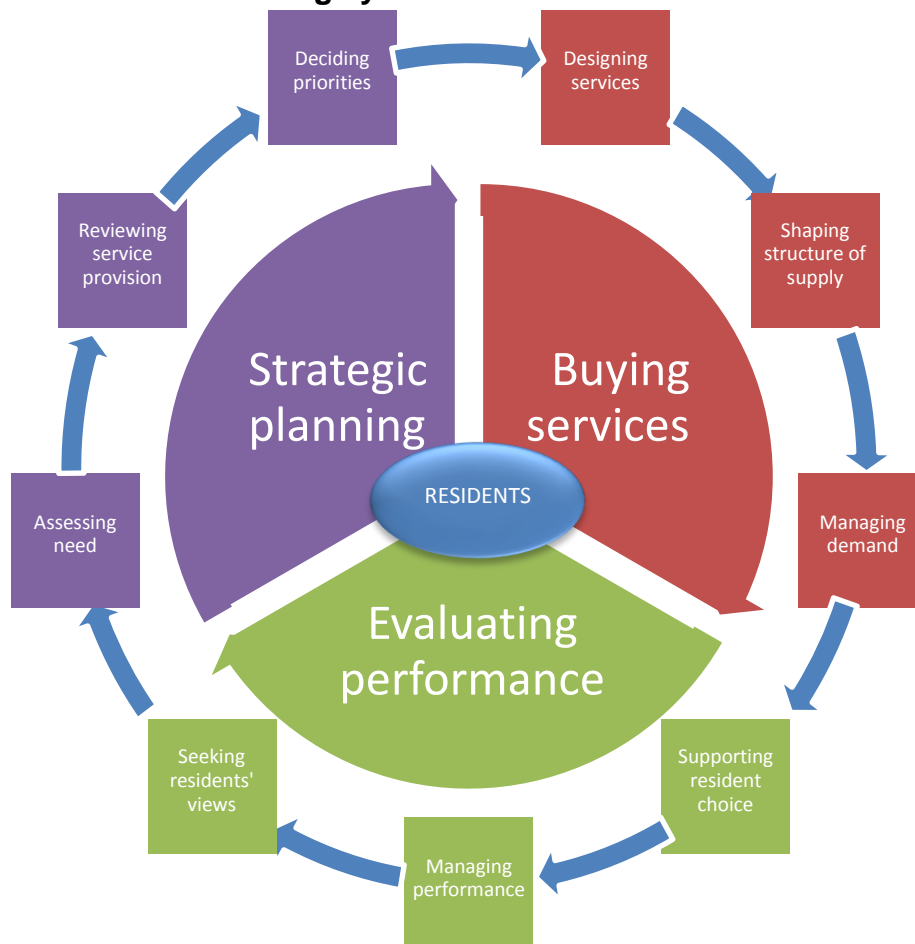 Deciding
priorities
Designing
services
Reviewing
service
provision
Shaping
structure of
supply
Strategic
planning
Buying
services
RESIDENTS
Assessing
need
Managing
demand
Evaluating
performance
Seeking
residents'
views
Supporting
resident
choice
Managing
performance